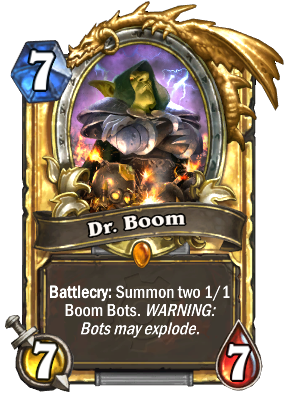 7
Dr. Boom
Battlecry: Summon two 1/1
Boom Bots. WARNING:
Bots may explode.
7
7